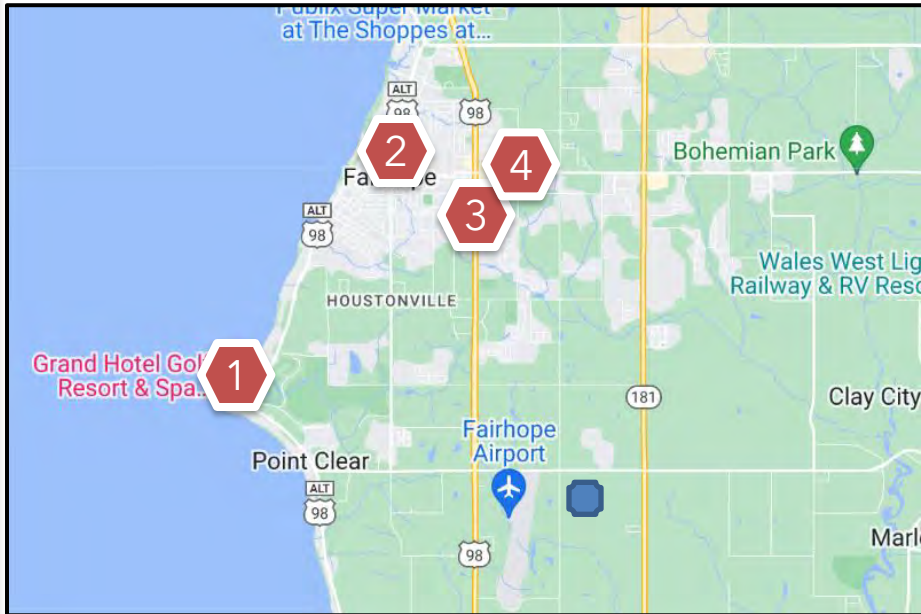 Publix Super Market
at The Shoppes at...
ALT
98
98
2
4
Bohemian Park
3
ALT
98
Wales West Lig
Railway & RV Reso
HOUSTONVILLE
Grand Hotel Gol
Resort & Spa...
1
181
Clay City
Fairhope
Airport
Point Clear
ALT
98
98
Marl